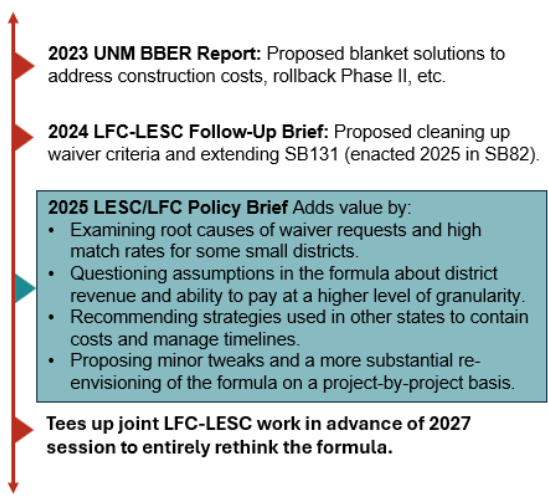 2023 UNM BBER Report: Proposed blanket solutions to
address construction costs, rollback Phase II, etc.
2024 LFC-LESC Follow-Up Brief: Proposed cleaning up
waiver criteria and extending SB131 (enacted 2025 in SB82).
2025 LESC/LFC Policy Brief Adds value by:
• Examining root causes of waiver requests and high
match rates for some small districts.
• Questioning assumptions in the formula about district
revenue and ability to pay at a higher level of granularity.
• Recommending strategies used in other states to contain
costs and manage timelines.
• Proposing minor tweaks and a more substantial re-
envisioning of the formula on a project-by-project basis.
Tees up joint LFC-LESC work in advance of 2027
session to entirely rethink the formula.